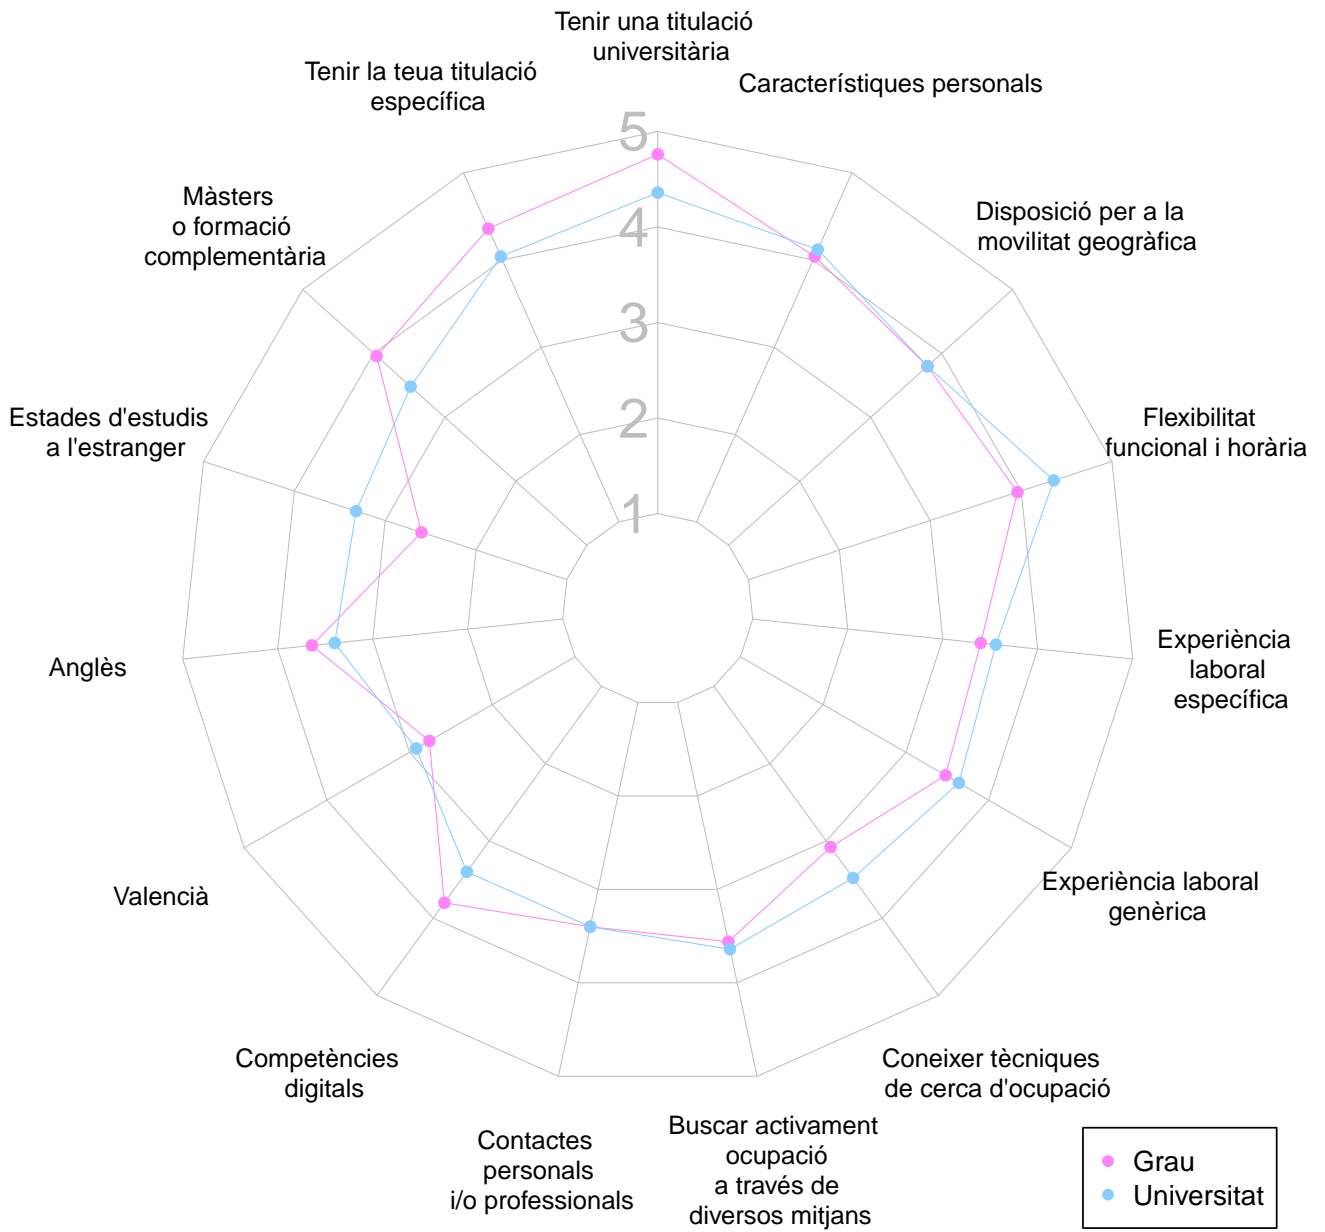 Tenir una titulació
universitària
Tenir la teua titulació
específica
Característiques personals
Màsters
o formació
complementària
Disposició per a la
movilitat geogràfica
Estades d'estudis
a l'estranger
Flexibilitat
funcional i horària
5
4
3
2
1
Anglès
Experiència
laboral
específica
Valencià
Experiència laboral
genèrica
Competències
digitals
Coneixer tècniques
de cerca d'ocupació
Contactes
personals
i/o professionals
Buscar activament
ocupació
a través de
diversos mitjans
Grau
Universitat